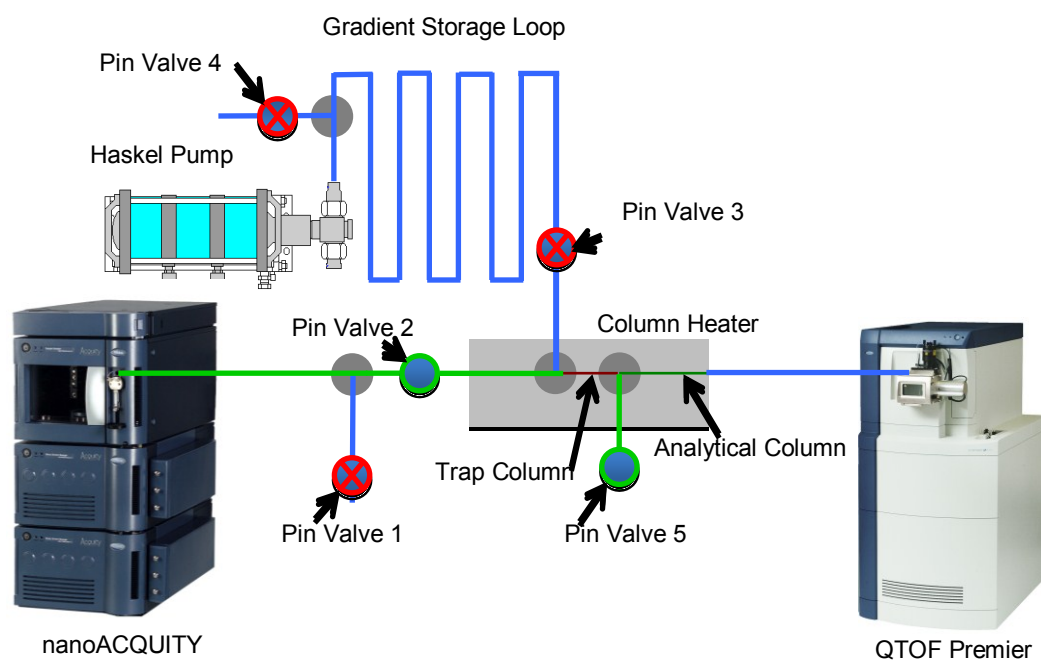 Gradient Storage Loop
Pin Valve 4
Haskel Pump
Pin Valve 3
Pin Valve 2
Column Heater
Trap Column
Analytical Column
Pin Valve 1
Pin Valve 5
nanoACQUITY
QTOF Premier